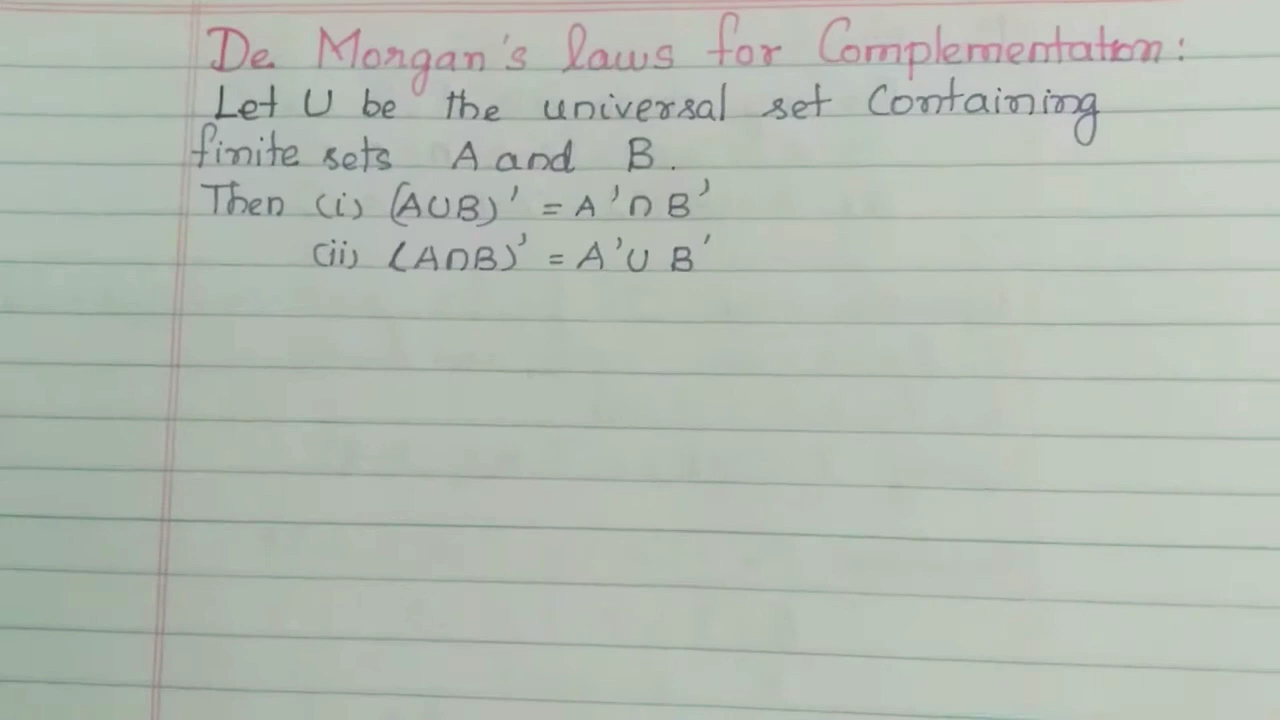 De Morgan's laws for Complementation:
Let U be the universal set Containing
finite sets A and B.
Then (i) (A∪B)' = A'∩ B'
(ii) (A∩B)' = A'∪ B'